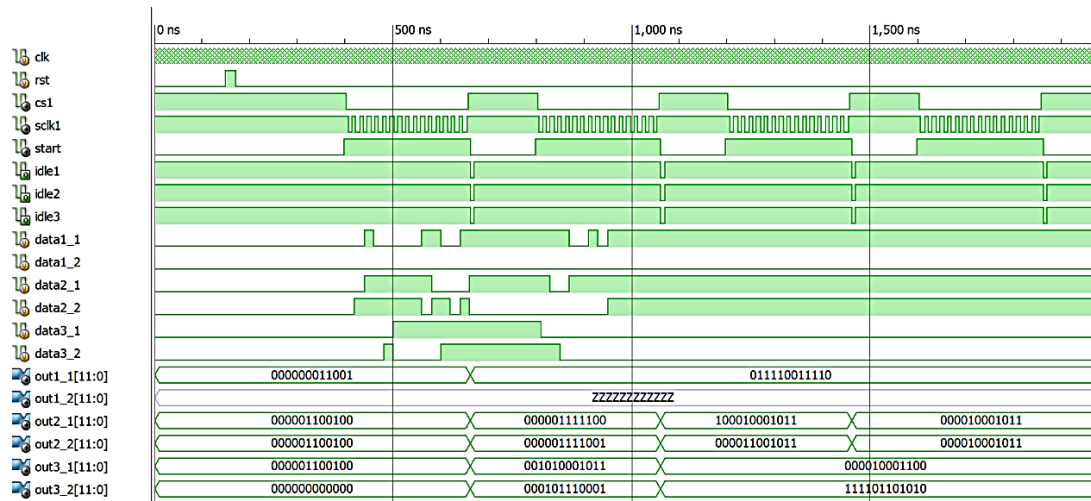 0 ns 500 ns 1,000 ns 1,500 ns
clk
rst
cs1
sclk1
start
idle1
idle2
idle3
data1_1
data1_2
data2_1
data2_2
data3_1
data3_2
out1_1[11:0] 000000011001 011110011110
out1_2[11:0] ZZZZZZZZZZZZ
out2_1[11:0] 000001100100 000001111100 100010001011 000010001011
out2_2[11:0] 000001100100 000001111001 000011001011 000010001011
out3_1[11:0] 000001100100 001010001011 000010001100
out3_2[11:0] 000000000000 000101110001 111101101010